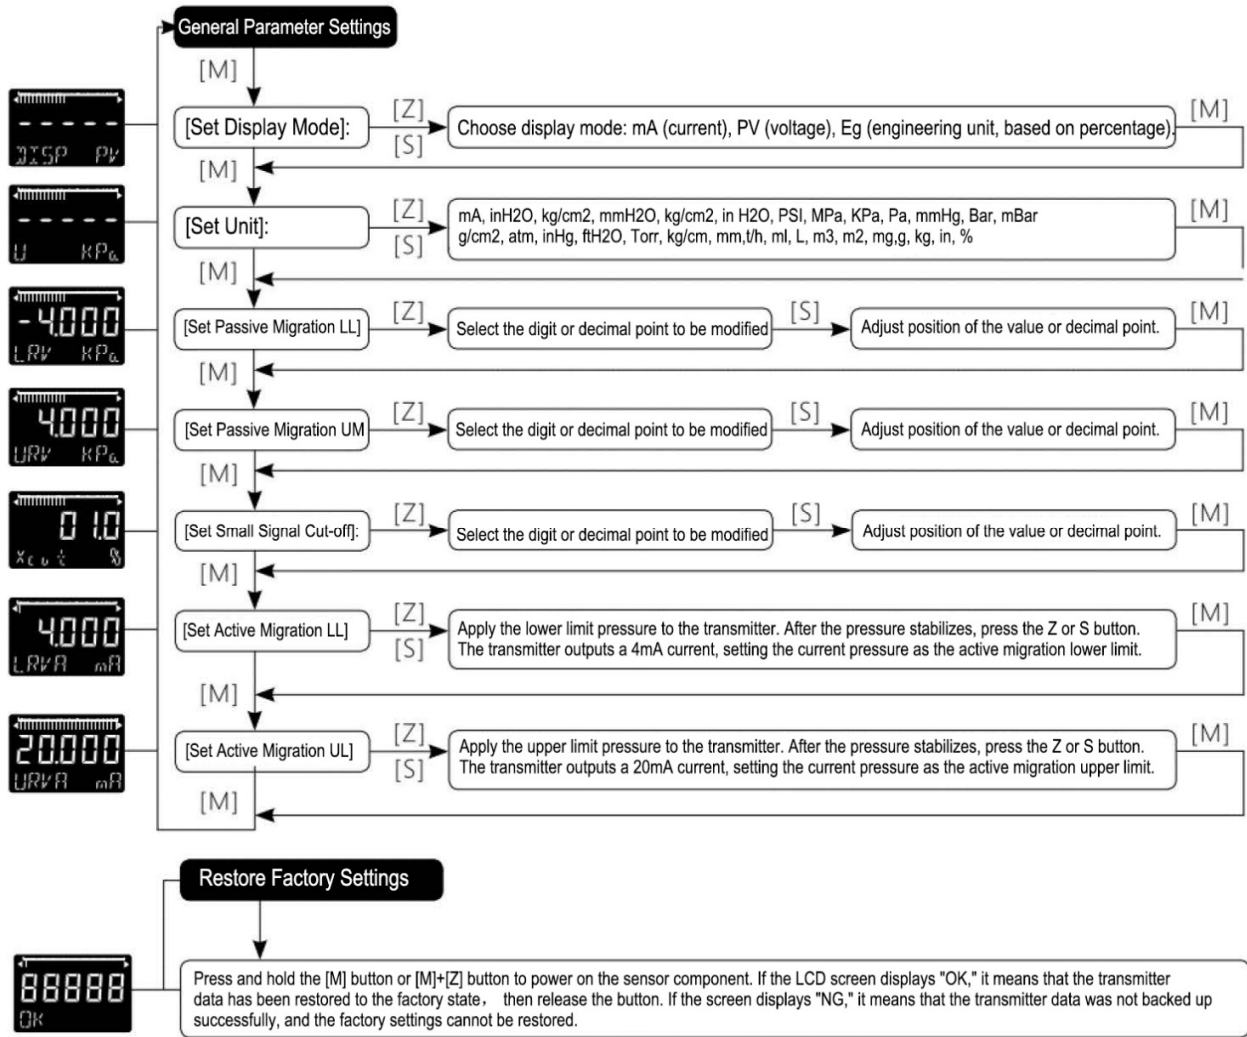 General Parameter Settings
[M]
[Set Display Mode]:
[Z]
[S]
Choose display mode: mA (current), PV (voltage), Eg (engineering unit, based on percentage).
[M]
DISP PV
[M]
[Set Unit]:
[Z]
[S]
mA, inH2O, kg/cm2, mmH2O, kg/cm2, in H2O, PSI, MPa, KPa, Pa, mmHg, Bar, mBar
g/cm2, atm, inHg, ftH2O, Torr, kg/cm, mm,t/h, ml, L, m3, m2, mg,g, kg, in, %
[M]
- - - - -
U KPa
[M]
-4.000
LRV KPa
[Set Passive Migration LL]
[Z]
Select the digit or decimal point to be modified
[S]
Adjust position of the value or decimal point.
[M]
[M]
4.000
URV KPa
[Set Passive Migration UM
[Z]
Select the digit or decimal point to be modified
[S]
Adjust position of the value or decimal point.
[M]
[M]
01.0
Xcut %
[Set Small Signal Cut-off]:
[Z]
Select the digit or decimal point to be modified
[S]
Adjust position of the value or decimal point.
[M]
[M]
4.000
LRVA mA
[Set Active Migration LL]
[Z]
[S]
Apply the lower limit pressure to the transmitter. After the pressure stabilizes, press the Z or S button.
The transmitter outputs a 4mA current, setting the current pressure as the active migration lower limit.
[M]
[M]
20.000
URVA mA
[Set Active Migration UL]
[Z]
[S]
Apply the upper limit pressure to the transmitter. After the pressure stabilizes, press the Z or S button.
The transmitter outputs a 20mA current, setting the current pressure as the active migration upper limit.
[M]
[M]
Restore Factory Settings
88888
OK
Press and hold the [M] button or [M]+[Z] button to power on the sensor component. If the LCD screen displays "OK," it means that the transmitter
data has been restored to the factory state， then release the button. If the screen displays "NG," it means that the transmitter data was not backed up
successfully, and the factory settings cannot be restored.